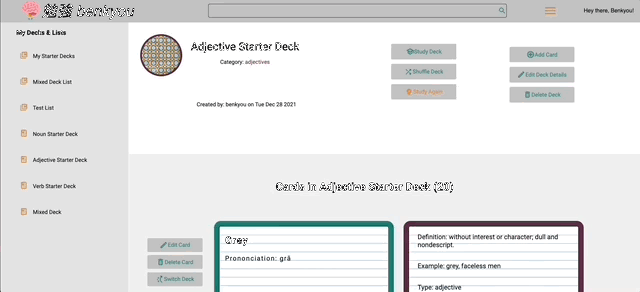 benkyou
Hey there, Benkyou!
My Decks & Lists
My Starter Decks
Mixed Deck List
Test List
Noun Starter Deck
Adjective Starter Deck
Verb Starter Deck
Mixed Deck
Adjective Starter Deck
Category: adjectives
Created by: benkyou on Tue Dec 28 2021
Study Deck
Shuffle Deck
Study Again
Add Card
Edit Deck Details
Delete Deck
Cards in Adjective Starter Deck (20)
Edit Card
Delete Card
Switch Deck
Grey
Prononciation: grā
Definition: without interest or character; dull and
nondescript.
Example: grey, faceless men
Type: adjective